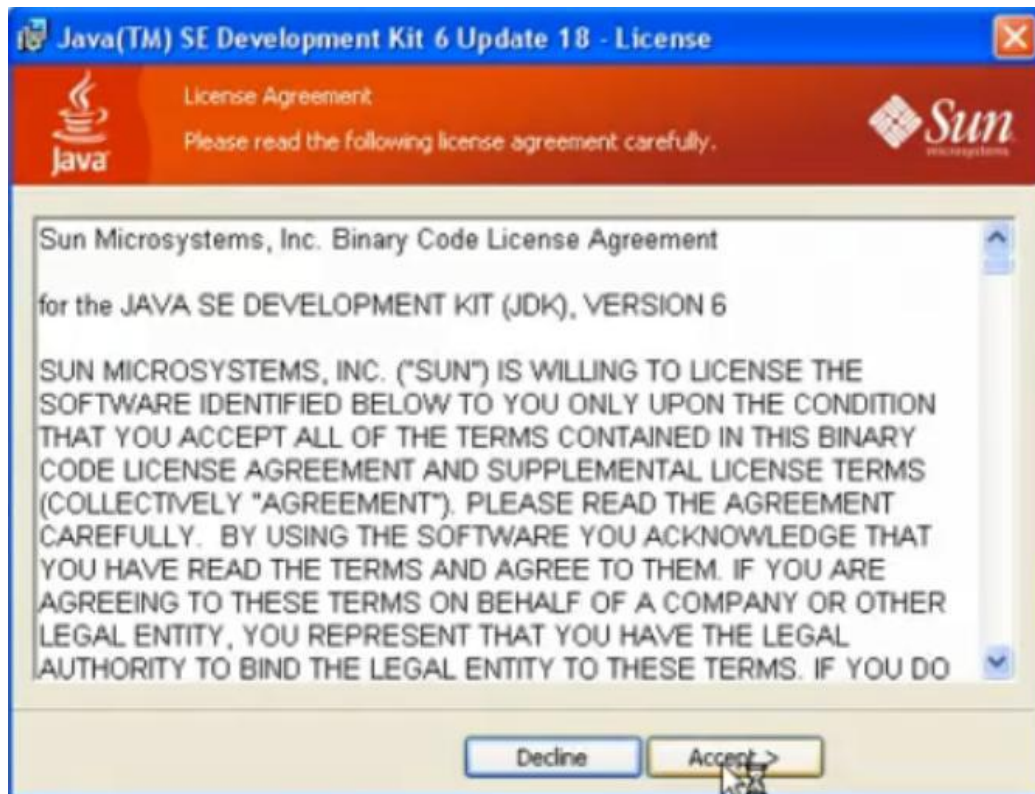 Java(TM) SE Development Kit 6 Update 18 - License
License Agreement
Please read the following license agreement carefully.
Java
Sun
microsystems
Sun Microsystems, Inc. Binary Code License Agreement
for the JAVA SE DEVELOPMENT KIT (JDK), VERSION 6
SUN MICROSYSTEMS, INC. ("SUN") IS WILLING TO LICENSE THE
SOFTWARE IDENTIFIED BELOW TO YOU ONLY UPON THE CONDITION
THAT YOU ACCEPT ALL OF THE TERMS CONTAINED IN THIS BINARY
CODE LICENSE AGREEMENT AND SUPPLEMENTAL LICENSE TERMS
(COLLECTIVELY "AGREEMENT"). PLEASE READ THE AGREEMENT
CAREFULLY.  BY USING THE SOFTWARE YOU ACKNOWLEDGE THAT
YOU HAVE READ THE TERMS AND AGREE TO THEM. IF YOU ARE
AGREEING TO THESE TERMS ON BEHALF OF A COMPANY OR OTHER
LEGAL ENTITY, YOU REPRESENT THAT YOU HAVE THE LEGAL
AUTHORITY TO BIND THE LEGAL ENTITY TO THESE TERMS. IF YOU DO
Decline
Accept >